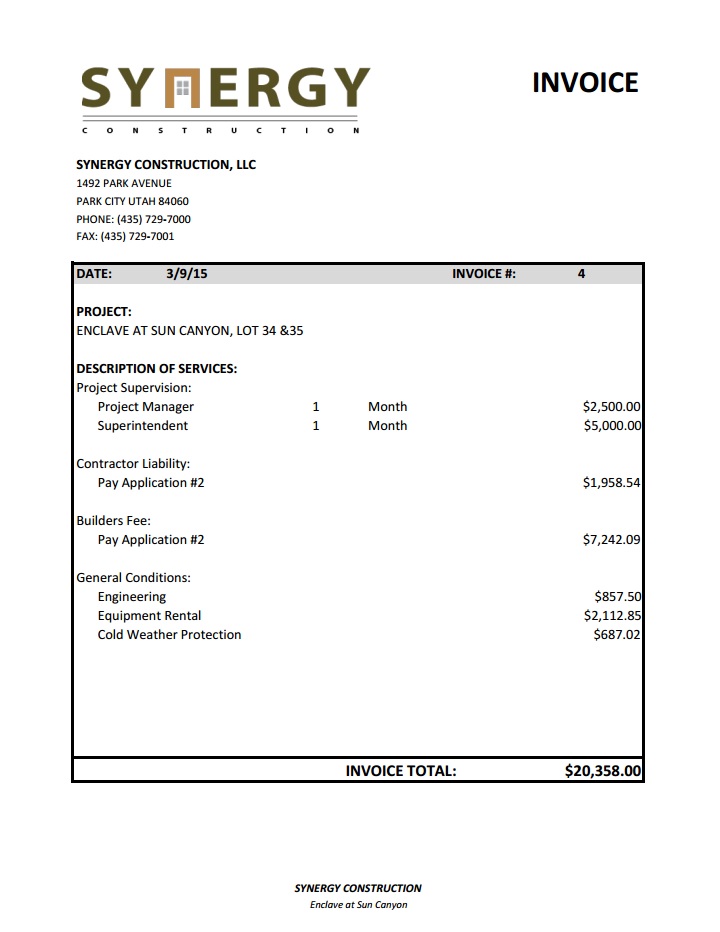 SYNERGY
CONSTRUCTION
INVOICE
SYNERGY CONSTRUCTION, LLC
1492 PARK AVENUE
PARK CITY UTAH 84060
PHONE: (435) 729-7000
FAX: (435) 729-7001
DATE: 3/9/15 INVOICE #: 4
PROJECT:
ENCLAVE AT SUN CANYON, LOT 34 &35
DESCRIPTION OF SERVICES:
Project Supervision:
Project Manager 1 Month $2,500.00
Superintendent 1 Month $5,000.00
Contractor Liability:
Pay Application #2 $1,958.54
Builders Fee:
Pay Application #2 $7,242.09
General Conditions:
Engineering $857.50
Equipment Rental $2,112.85
Cold Weather Protection $687.02
INVOICE TOTAL: $20,358.00
SYNERGY CONSTRUCTION
Enclave at Sun Canyon